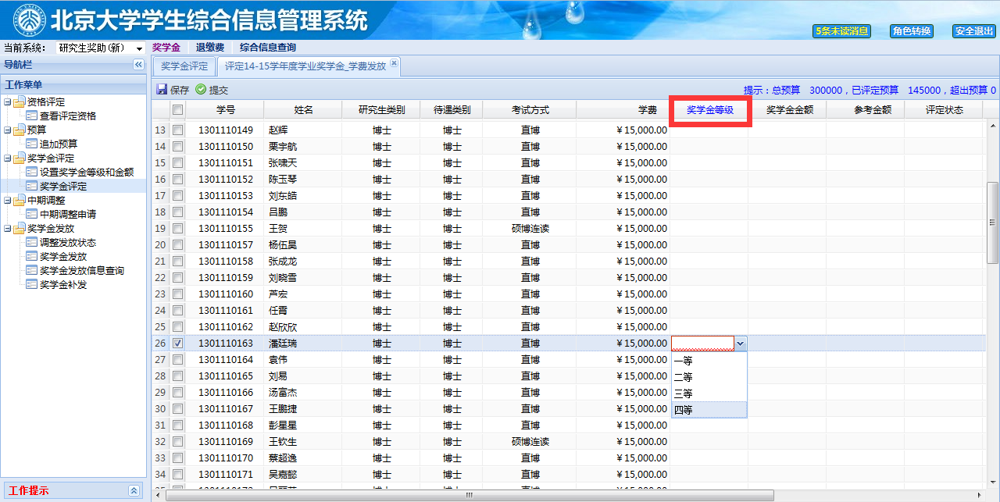 北京大学学生综合信息管理系统
5条未读消息 角色转换 安全退出
当前系统： 研究生奖助(新) 奖学金 退缴费 综合信息查询
导航栏
奖学金评定 评定14-15学年度学业奖学金_学费发放
工作菜单
资格评定
查看评定资格
预算
追加预算
奖学金评定
设置奖学金等级和金额
奖学金评定
中期调整
中期调整申请
奖学金发放
调整发放状态
奖学金发放
奖学金发放信息查询
奖学金补发
工作提示
保存 提交 提示：总预算 300000，已评定预算 145000，超出预算 0
学号 姓名 研究生类别 待遇类别 考试方式 学费 奖学金等级 奖学金金额 参考金额 评定状态
13 1301110149 赵辉 博士 博士 直博 ￥15,000.00
14 1301110150 栗宇航 博士 博士 直博 ￥15,000.00
15 1301110151 张啸天 博士 博士 直博 ￥15,000.00
16 1301110152 陈玉琴 博士 博士 直博 ￥15,000.00
17 1301110153 刘东皓 博士 博士 直博 ￥15,000.00
18 1301110154 吕鹏 博士 博士 直博 ￥15,000.00
19 1301110155 王贺 博士 博士 硕博连读 ￥15,000.00
20 1301110157 杨伍昊 博士 博士 直博 ￥15,000.00
21 1301110158 张成龙 博士 博士 直博 ￥15,000.00
22 1301110159 刘晓雪 博士 博士 直博 ￥15,000.00
23 1301110160 芦宏 博士 博士 直博 ￥15,000.00
24 1301110161 任霄 博士 博士 直博 ￥15,000.00
25 1301110162 赵欣欣 博士 博士 直博 ￥15,000.00
26 1301110163 潘廷瑞 博士 博士 直博 ￥15,000.00
27 1301110164 袁伟 博士 博士 直博 ￥15,000.00 一等
28 1301110165 刘易 博士 博士 直博 ￥15,000.00 二等
29 1301110166 汤富杰 博士 博士 直博 ￥15,000.00 三等
30 1301110167 王鹏捷 博士 博士 直博 ￥15,000.00 四等
31 1301110168 彭星星 博士 博士 直博 ￥15,000.00
32 1301110169 王钦生 博士 博士 硕博连读 ￥15,000.00
33 1301110170 蔡超逸 博士 博士 直博 ￥15,000.00
34 1301110171 吴嘉懿 博士 博士 直博 ￥15,000.00